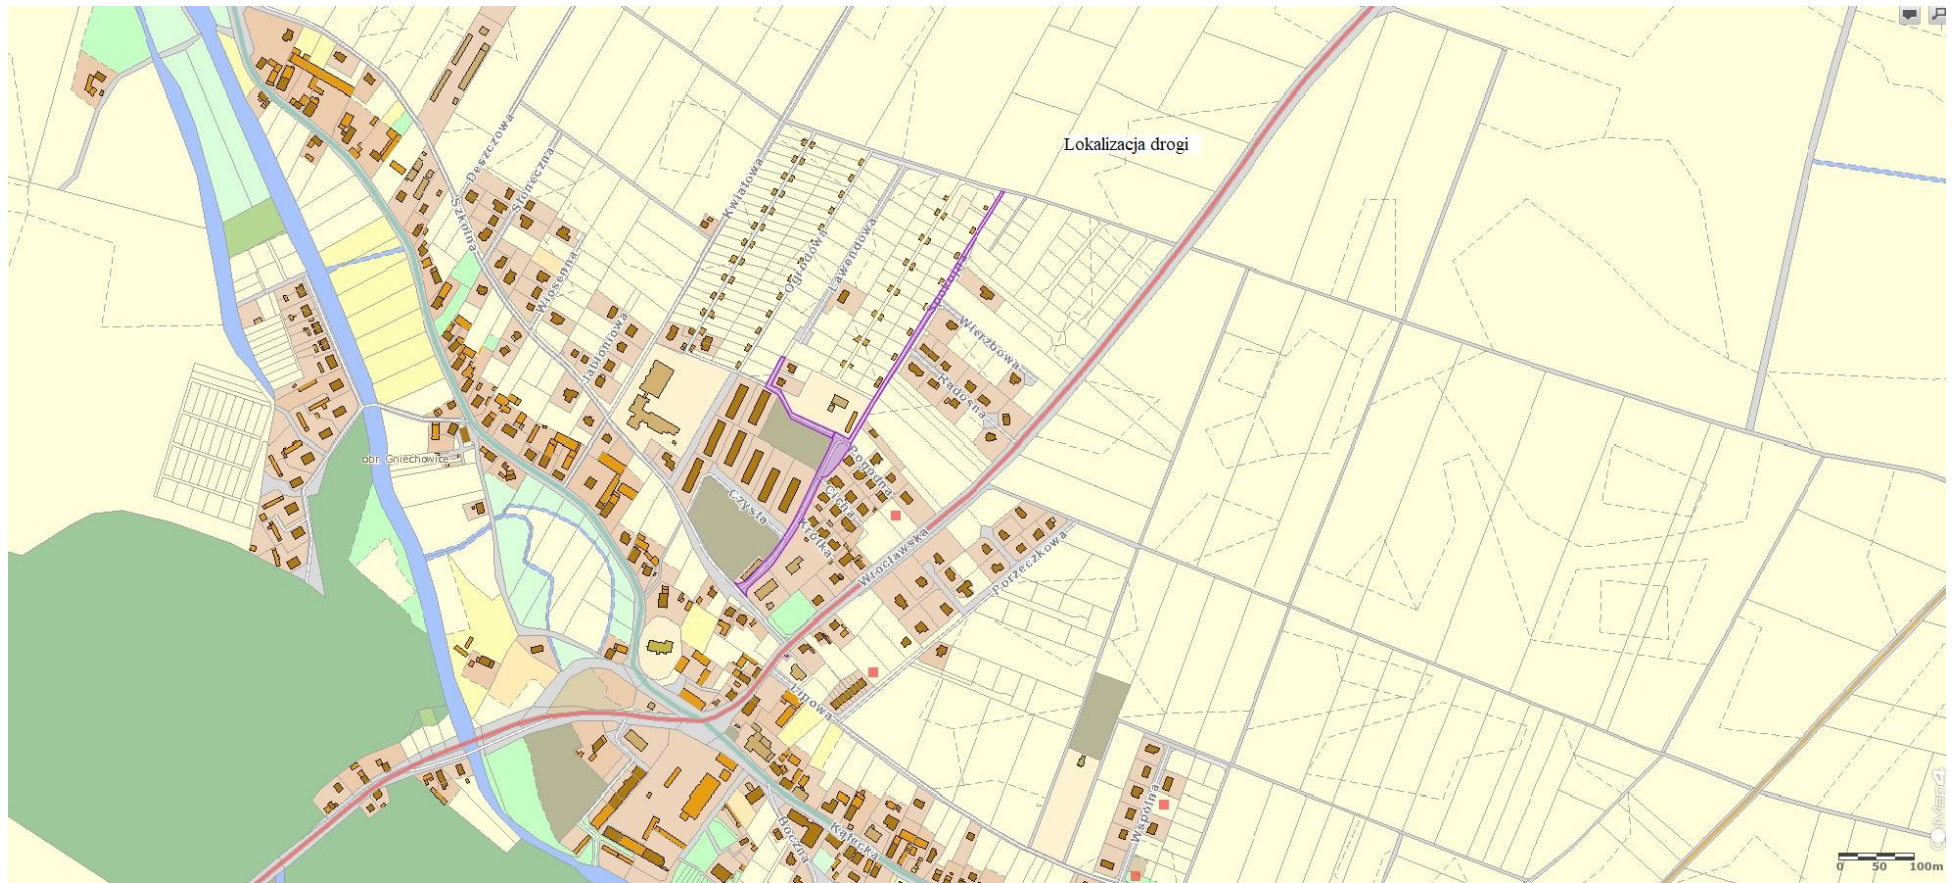 Lokalizacja drogi
Deszczowa
Słoneczna
Szkolna
Kwiatowa
Wiosenna
Ogrodowa
Lawendowa
Jabłoniowa
Wierzbowa
Radosna
obr. Gniechowice
Pogodna
Cicha
Czysta
Krótka
Wrocławska
Porzeczkowa
Lipowa
Wspólna
Boczna
Kątecka
iMap4
0 50 100m